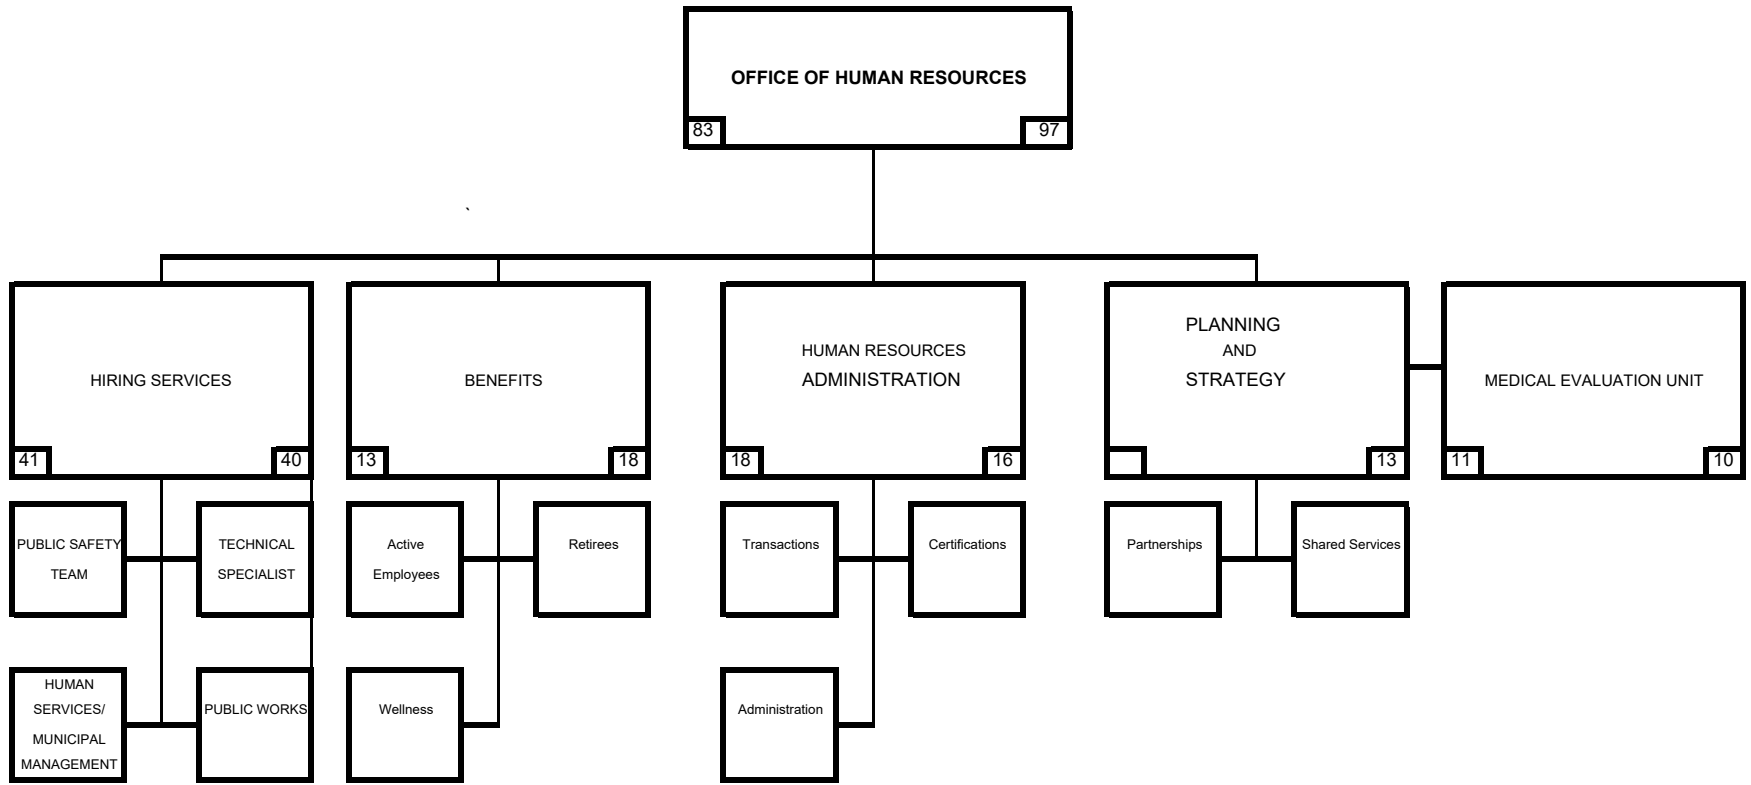 OFFICE OF HUMAN RESOURCES
83
97
`
HIRING SERVICES
41
40
BENEFITS
13
18
HUMAN RESOURCES
ADMINISTRATION
18
16
PLANNING
AND
STRATEGY
13
MEDICAL EVALUATION UNIT
11
10
PUBLIC SAFETY
TEAM
TECHNICAL
SPECIALIST
Active
Employees
Retirees
Transactions
Certifications
Partnerships
Shared Services
HUMAN
SERVICES/
MUNICIPAL
MANAGEMENT
PUBLIC WORKS
Wellness
Administration